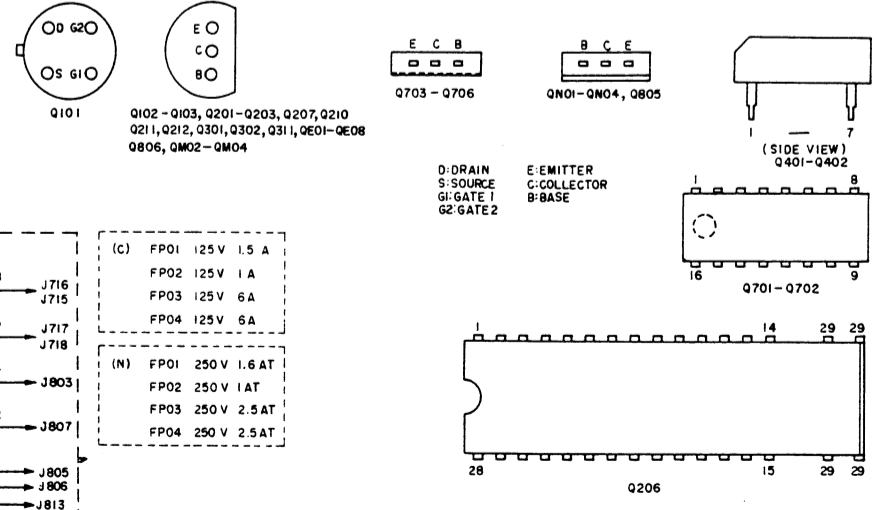 D G2
S G1
Q101
E
C
B
Q102-Q103, Q201-Q203, Q207, Q210
Q211, Q212, Q301, Q302, Q311, QE01-QE08
Q806, QM02-QM04
E C B
Q703-Q706
B C E
QN01-QN04, Q805
1 7
(SIDE VIEW)
Q401-Q402
D:DRAIN E:EMITTER
S:SOURCE C:COLLECTOR
G1:GATE 1 B:BASE
G2:GATE2
1 8
16 9
Q701-Q702
J716
J715
J717
J718
J803
J807
J805
J806
J813
(C) FP01 125V 1.5 A
FP02 125V 1 A
FP03 125V 6A
FP04 125V 6A
(N) FP01 250V 1.6 AT
FP02 250V 1AT
FP03 250V 2.5AT
FP04 250V 2.5AT
1 14 29 29
28 15 29 29
Q206